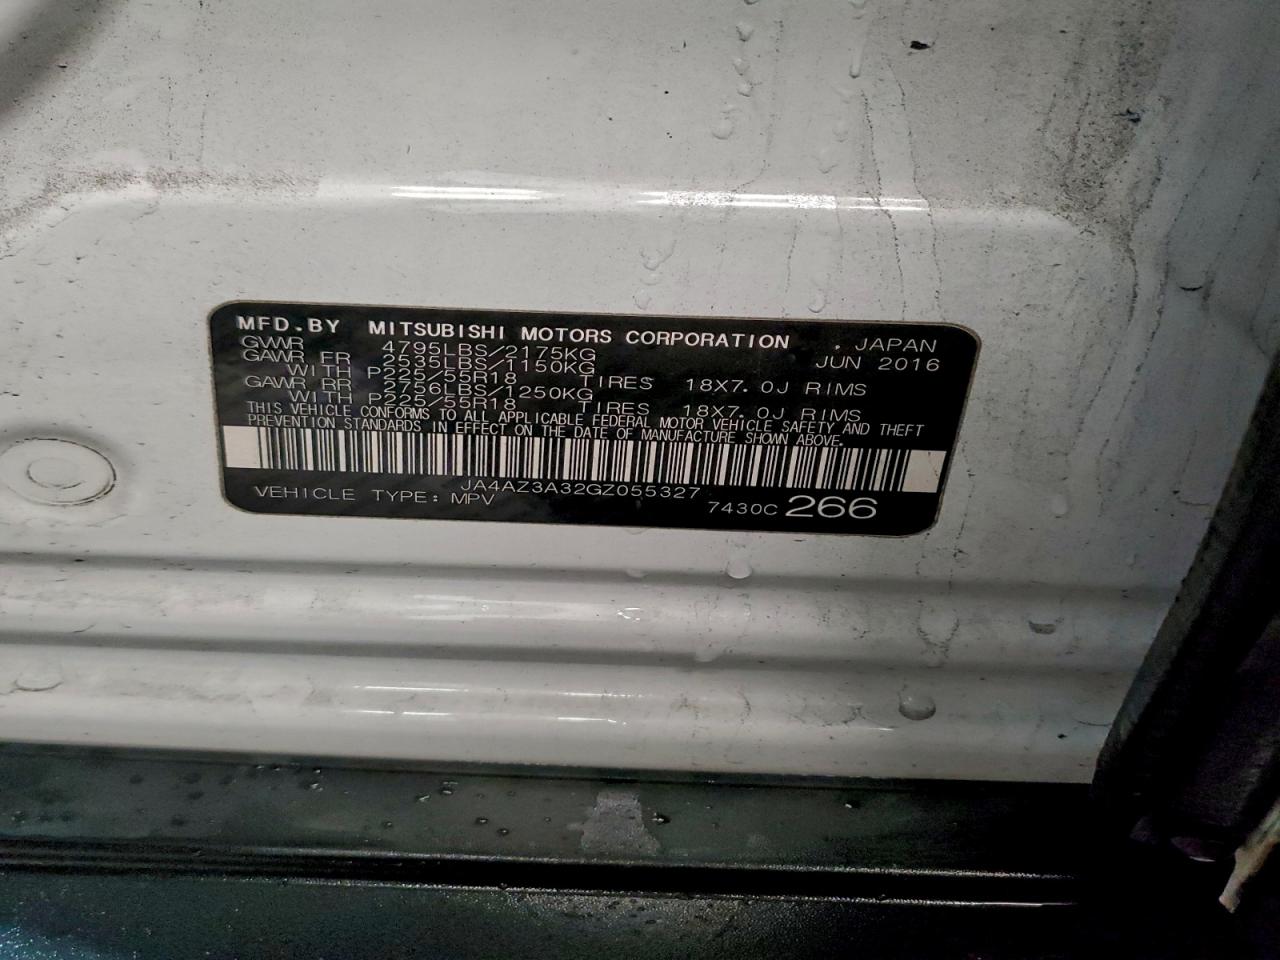 MFD.BY MITSUBISHI MOTORS CORPORATION . JAPAN
GVWR 4795LBS/2175KG JUN 2016
GAWR FR 2535LBS/1150KG
WITH P225/55R18 TIRES 18X7.0J RIMS
GAWR RR 2756LBS/1250KG
WITH P225/55R18 TIRES 18X7.0J RIMS
THIS VEHICLE CONFORMS TO ALL APPLICABLE FEDERAL MOTOR VEHICLE SAFETY AND THEFT
PREVENTION STANDARDS IN EFFECT ON THE DATE OF MANUFACTURE SHOWN ABOVE.
JA4AZ3A32GZ055327
VEHICLE TYPE: MPV 7430C 266